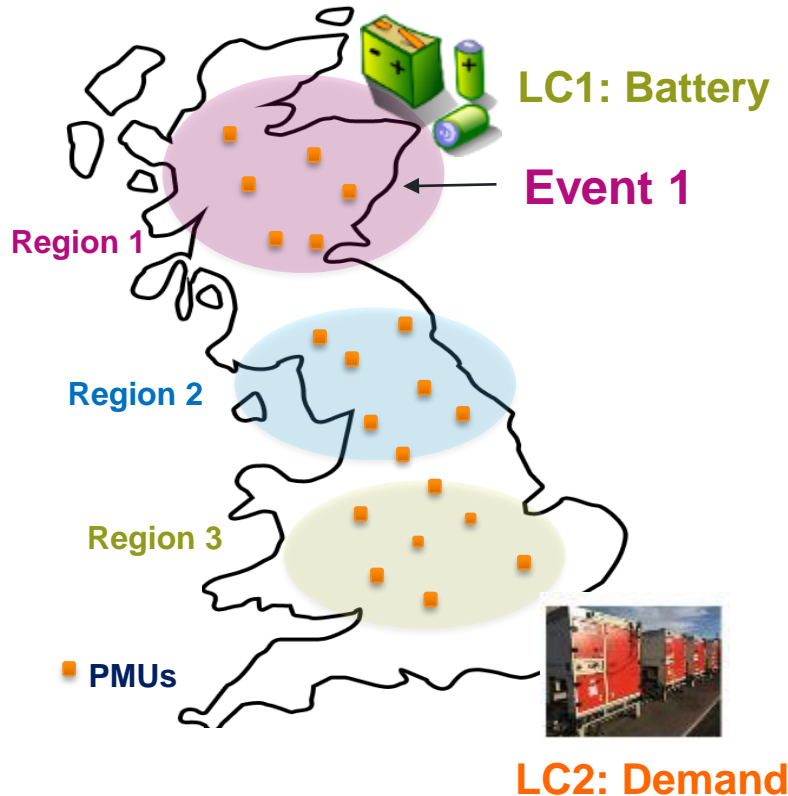 LC1: Battery
Event 1
Region 1
Region 2
Region 3
PMUs
LC2: Demand